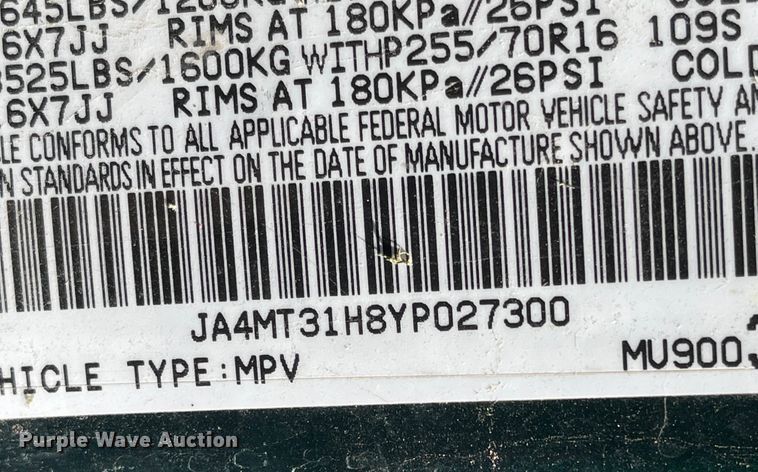 645LBS/1200KG
6X7JJ RIMS AT 180KPa//26PSI
3525LBS/1600KG WITHP255/70R16 109S
6X7JJ RIMS AT 180KPa//26PSI COLD
LE CONFORMS TO ALL APPLICABLE FEDERAL MOTOR VEHICLE SAFETY AN
N STANDARDS IN EFFECT ON THE DATE OF MANUFACTURE SHOWN ABOVE.
JA4MT31H8YP027300
HICLE TYPE:MPV MU900
Purple Wave Auction